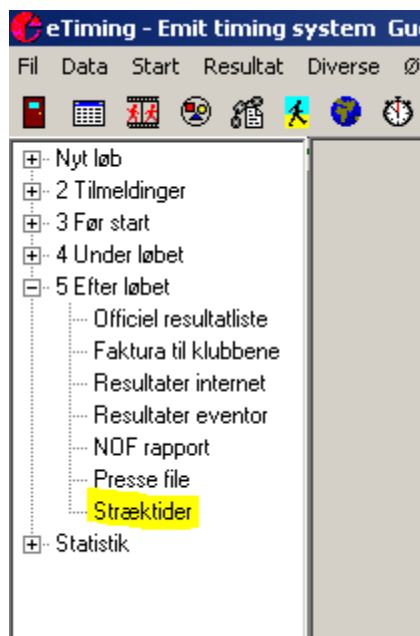 eTiming - Emit timing system Gu
Fil Data Start Resultat Diverse Ø
Nyt løb
2 Tilmeldinger
3 Før start
4 Under løbet
5 Efter løbet
Officiel resultatliste
Faktura til klubbene
Resultater internet
Resultater eventor
NOF rapport
Presse file
Stræktider
Statistik